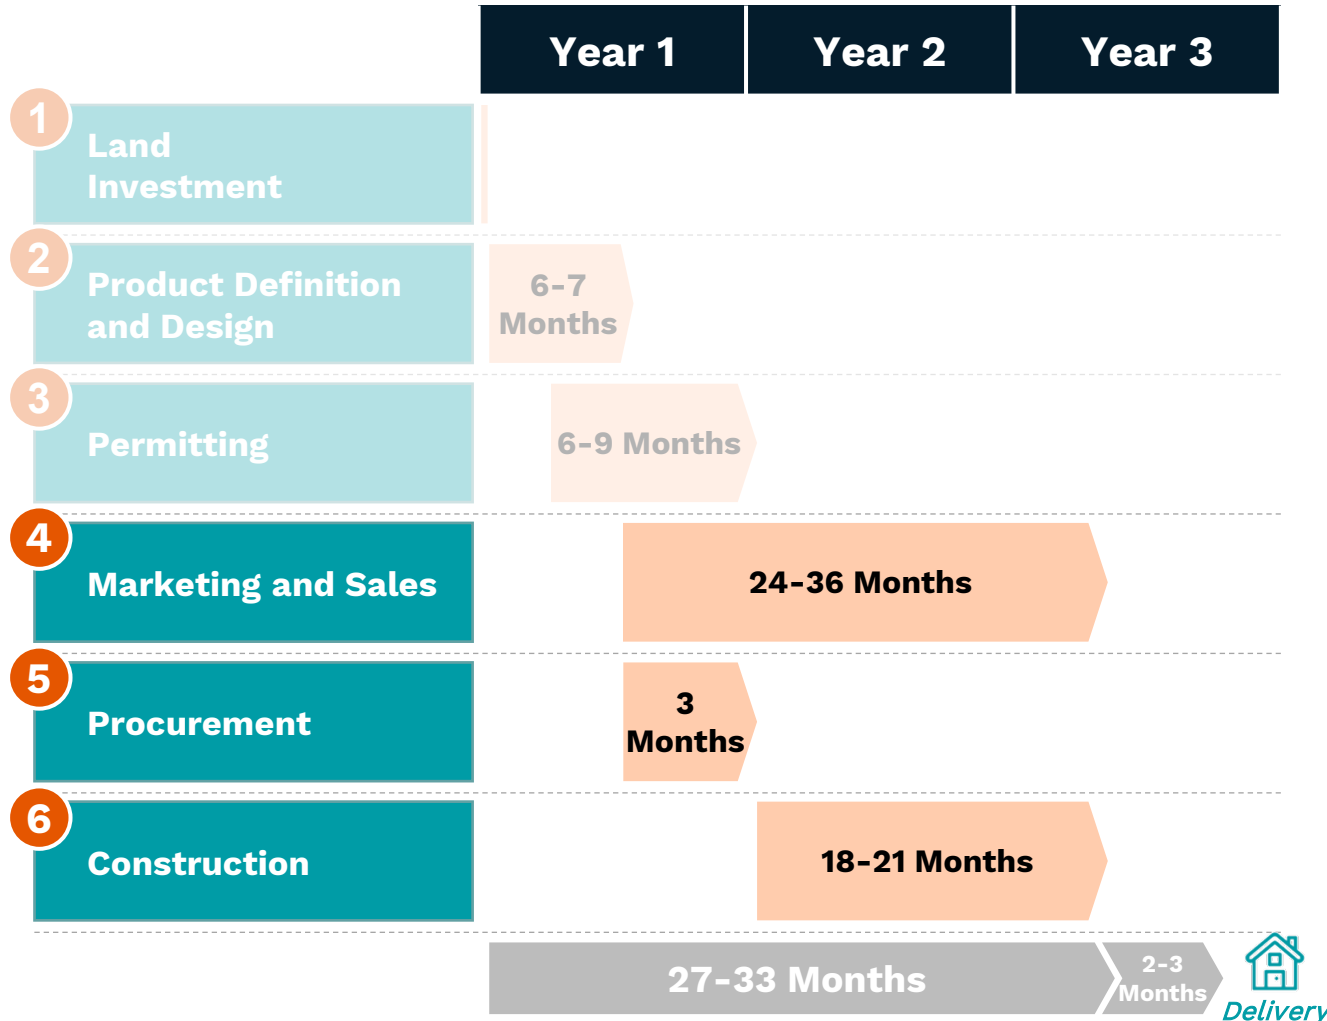 Year 1
Year 2
Year 3
1
Land
Investment
2
Product Definition
and Design
6-7
Months
3
Permitting
6-9 Months
4
Marketing and Sales
24-36 Months
5
Procurement
3
Months
6
Construction
18-21 Months
27-33 Months
2-3
Months
Delivery